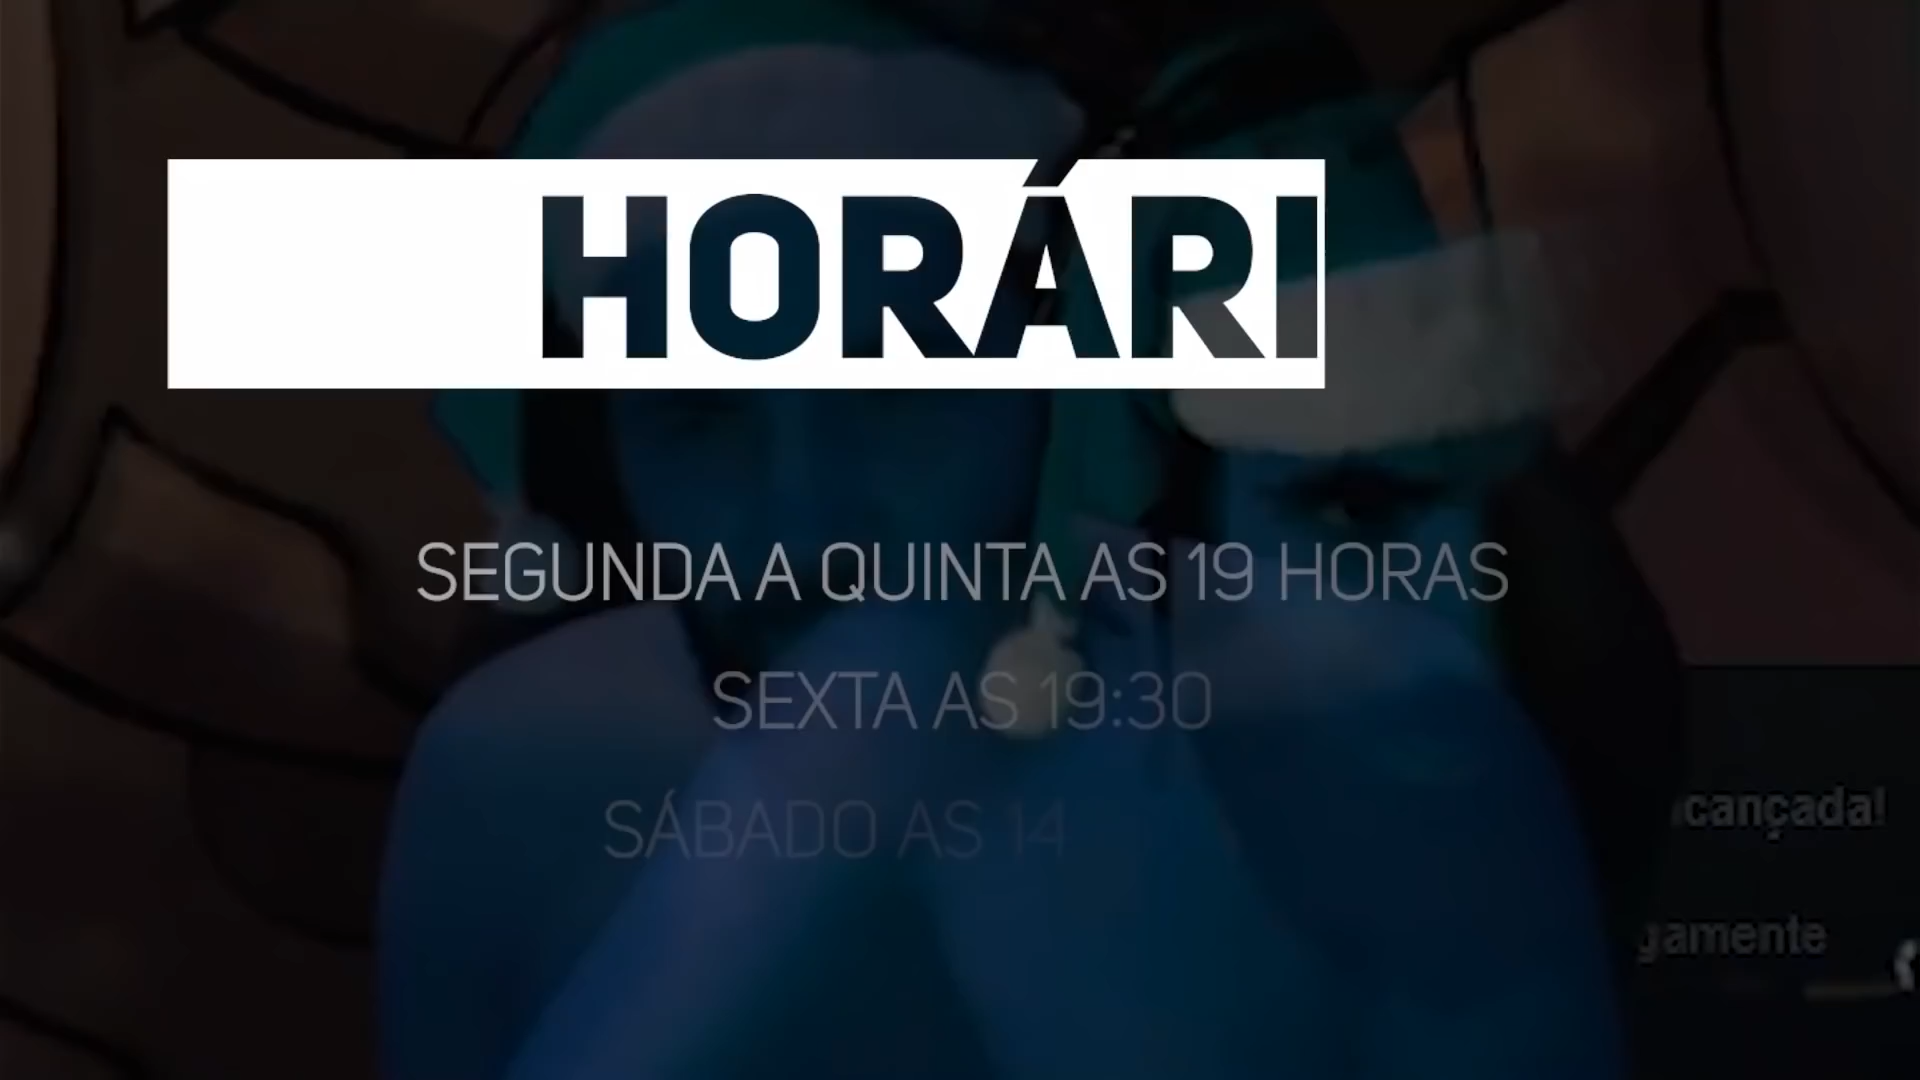 HORÁRI
SEGUNDA A QUINTA AS 19 HORAS
SEXTA AS 19:30
SÁBADO AS 14
cançada!
gamente